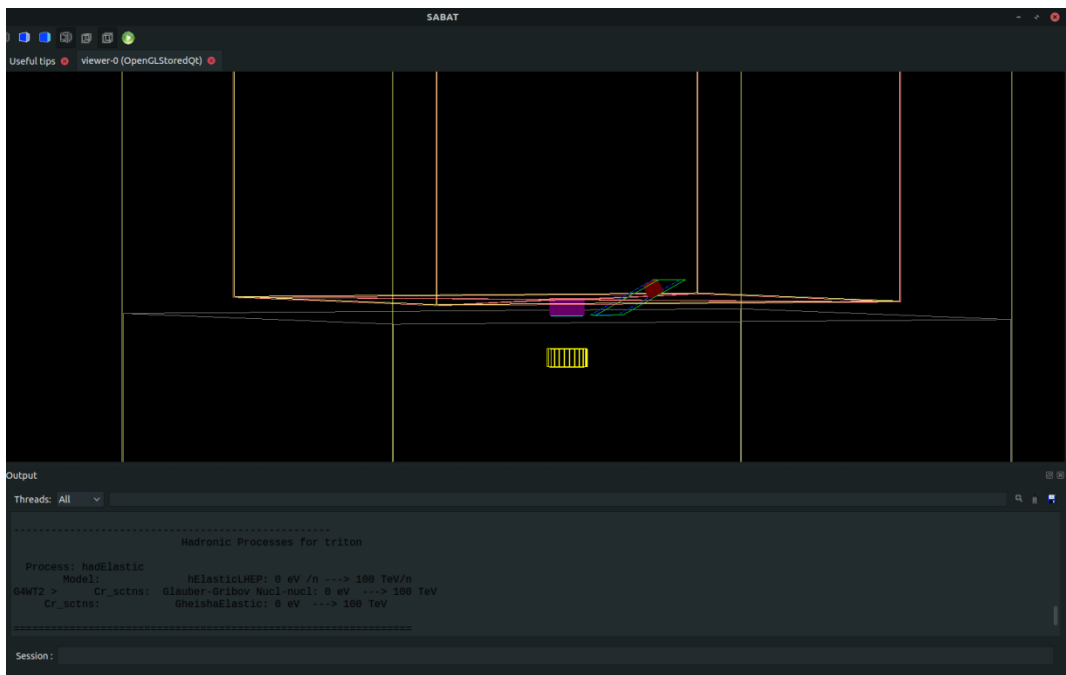 SABAT
Useful tips viewer-0 (OpenGLStoredQt)
Output
Threads: All
------------------------------------------------
Hadronic Processes for triton
Process: hadElastic
Model: hElasticLHEP: 0 eV /n ---> 100 TeV/n
G4WT2 > Cr_sctns: Glauber-Gribov Nucl-nucl: 0 eV ---> 100 TeV
Cr_sctns: GheishaElastic: 0 eV ---> 100 TeV
================================================================
Session :